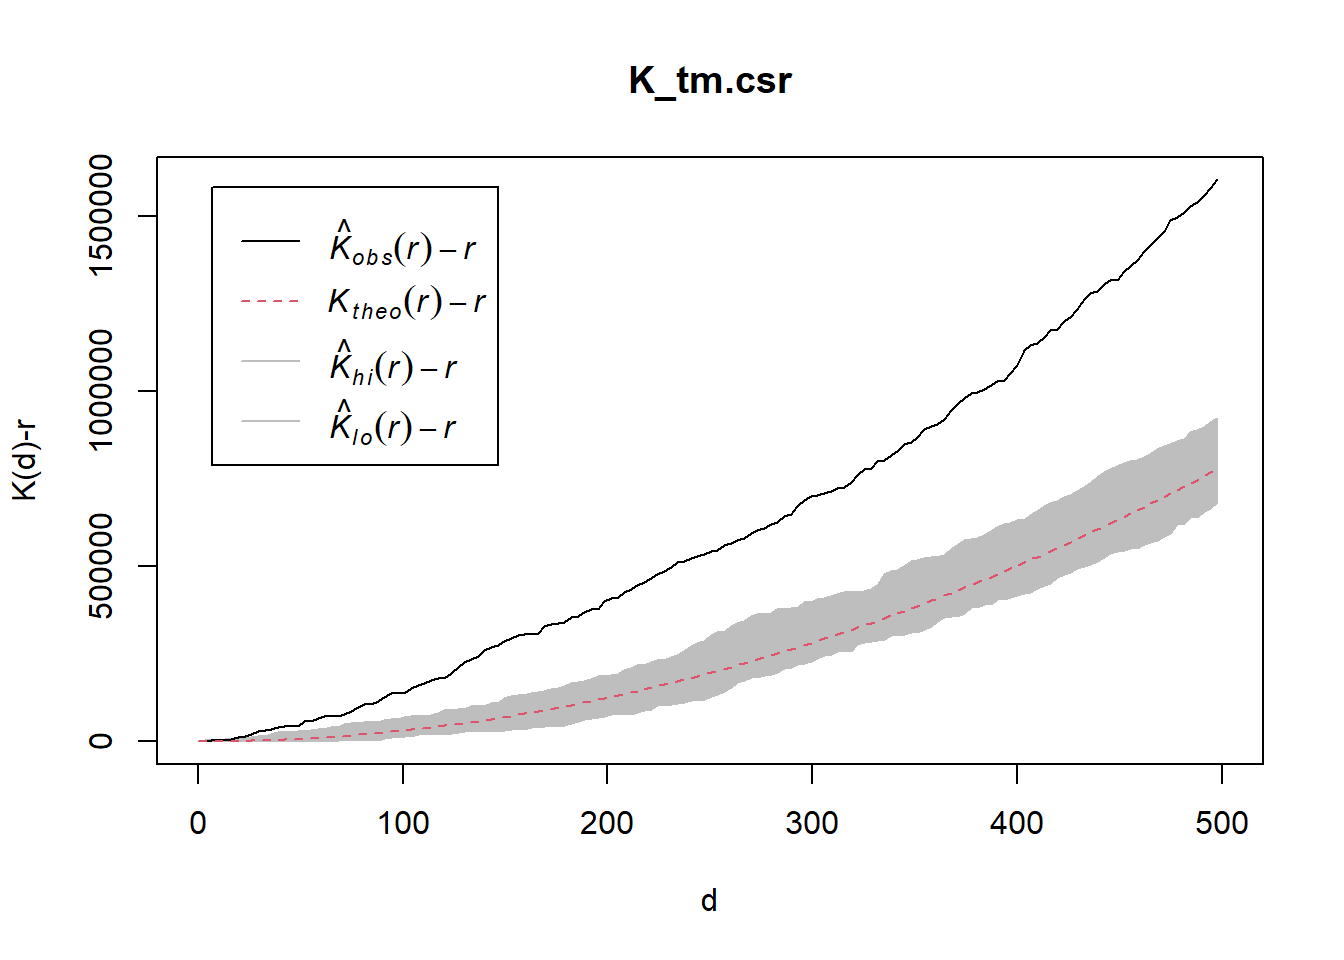 K_tm.csr
K̂obs(r) − r
Ktheo(r) − r
K̂hi(r) − r
K̂lo(r) − r
K(d)-r
1500000
1000000
500000
0
0 100 200 300 400 500
d